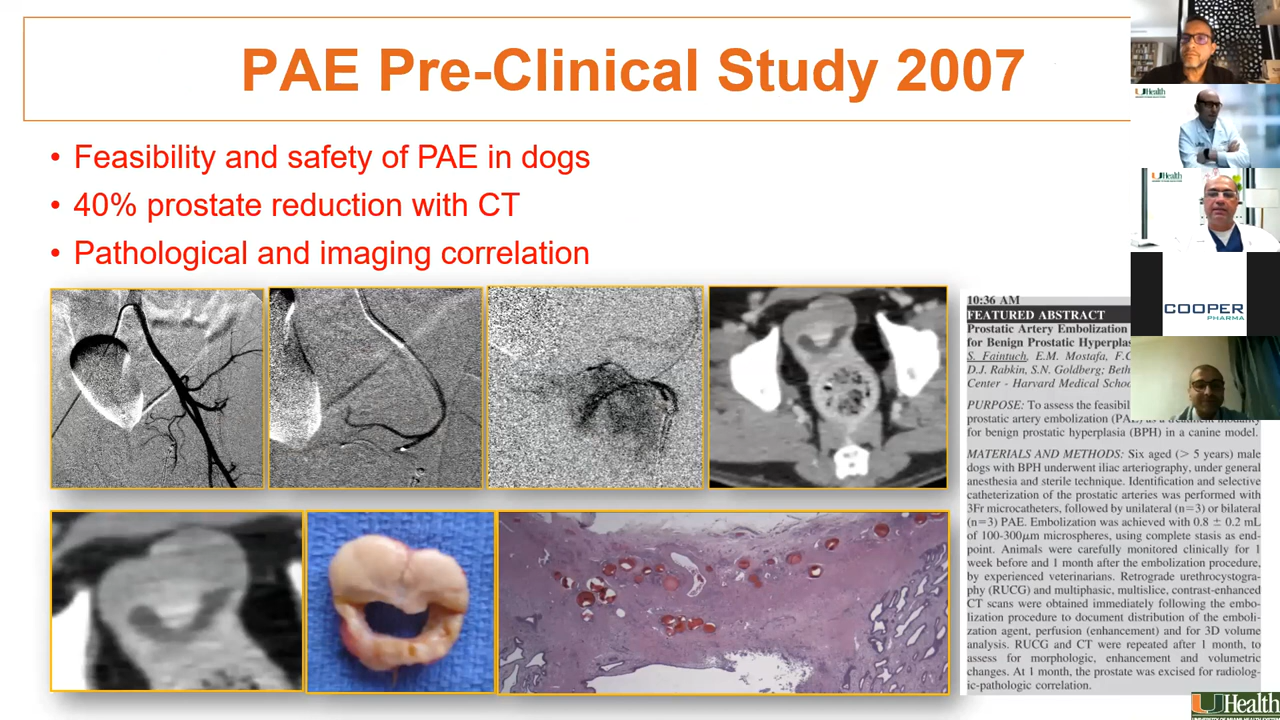 PAE Pre-Clinical Study 2007
• Feasibility and safety of PAE in dogs
• 40% prostate reduction with CT
• Pathological and imaging correlation
10:36 AM
FEATURED ABSTRACT
Prostatic Artery Embolization
for Benign Prostatic Hyperplas
S. Faintuch, E.M. Mostafa, F.C
D.J. Rabkin, S.N. Goldberg; Beth
Center - Harvard Medical Schoo
PURPOSE: To assess the feasibil
prostatic artery embolization (PAE) as a treatment modality
for benign prostatic hyperplasia (BPH) in a canine model.
MATERIALS AND METHODS: Six aged (> 5 years) male
dogs with BPH underwent iliac arteriography, under general
anesthesia and sterile technique. Identification and selective
catheterization of the prostatic arteries was performed with
3Fr microcatheters, followed by unilateral (n=3) or bilateral
(n=3) PAE. Embolization was achieved with 0.8 ± 0.2 mL
of 100-300μm microspheres, using complete stasis as end-
point. Animals were carefully monitored clinically for 1
week before and 1 month after the embolization procedure,
by experienced veterinarians. Retrograde urethrocystogra-
phy (RUCG) and multiphasic, multislice, contrast-enhanced
CT scans were obtained immediately following the embo-
lization procedure to document distribution of the emboli-
zation agent, perfusion (enhancement) and for 3D volume
analysis. RUCG and CT were repeated after 1 month, to
assess for morphologic, enhancement and volumetric
changes. At 1 month, the prostate was excised for radiolog-
ic-pathologic correlation.
UHealth
UHealth
COOPER
PHARMA
UHealth